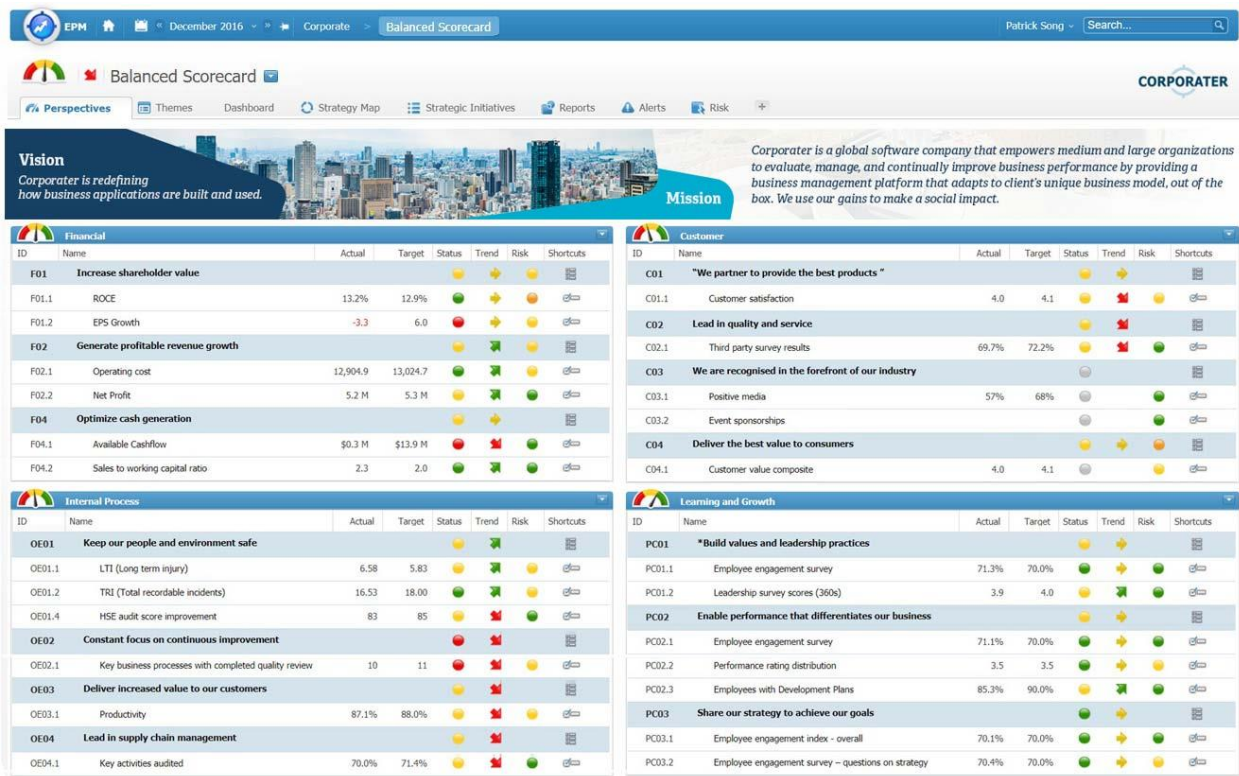 EPM December 2016 Corporate > Balanced Scorecard Patrick Song Search...
Balanced Scorecard
CORPORATER
Perspectives Themes Dashboard Strategy Map Strategic Initiatives Reports Alerts Risk +
Vision
Corporater is redefining
how business applications are built and used.
Mission
Corporater is a global software company that empowers medium and large organizations
to evaluate, manage, and continually improve business performance by providing a
business management platform that adapts to client's unique business model, out of the
box. We use our gains to make a social impact.
Financial
ID Name Actual Target Status Trend Risk Shortcuts
F01 Increase shareholder value
F01.1 ROCE 13.2% 12.9%
F01.2 EPS Growth -3.3 6.0
F02 Generate profitable revenue growth
F02.1 Operating cost 12,904.9 13,024.7
F02.2 Net Profit 5.2 M 5.3 M
F04 Optimize cash generation
F04.1 Available Cashflow $0.3 M $13.9 M
F04.2 Sales to working capital ratio 2.3 2.0
Customer
ID Name Actual Target Status Trend Risk Shortcuts
C01 "We partner to provide the best products "
C01.1 Customer satisfaction 4.0 4.1
C02 Lead in quality and service
C02.1 Third party survey results 69.7% 72.2%
C03 We are recognised in the forefront of our industry
C03.1 Positive media 57% 68%
C03.2 Event sponsorships
C04 Deliver the best value to consumers
C04.1 Customer value composite 4.0 4.1
Internal Process
ID Name Actual Target Status Trend Risk Shortcuts
OE01 Keep our people and environment safe
OE01.1 LTI (Long term injury) 6.58 5.83
OE01.2 TRI (Total recordable incidents) 16.53 18.00
OE01.4 HSE audit score improvement 83 85
OE02 Constant focus on continuous improvement
OE02.1 Key business processes with completed quality review 10 11
OE03 Deliver increased value to our customers
OE03.1 Productivity 87.1% 88.0%
OE04 Lead in supply chain management
OE04.1 Key activities audited 70.0% 71.4%
Learning and Growth
ID Name Actual Target Status Trend Risk Shortcuts
PC01 *Build values and leadership practices
PC01.1 Employee engagement survey 71.3% 70.0%
PC01.2 Leadership survey scores (360s) 3.9 4.0
PC02 Enable performance that differentiates our business
PC02.1 Employee engagement survey 71.1% 70.0%
PC02.2 Performance rating distribution 3.5 3.5
PC02.3 Employees with Development Plans 85.3% 90.0%
PC03 Share our strategy to achieve our goals
PC03.1 Employee engagement index - overall 70.1% 70.0%
PC03.2 Employee engagement survey – questions on strategy 70.4% 70.0%